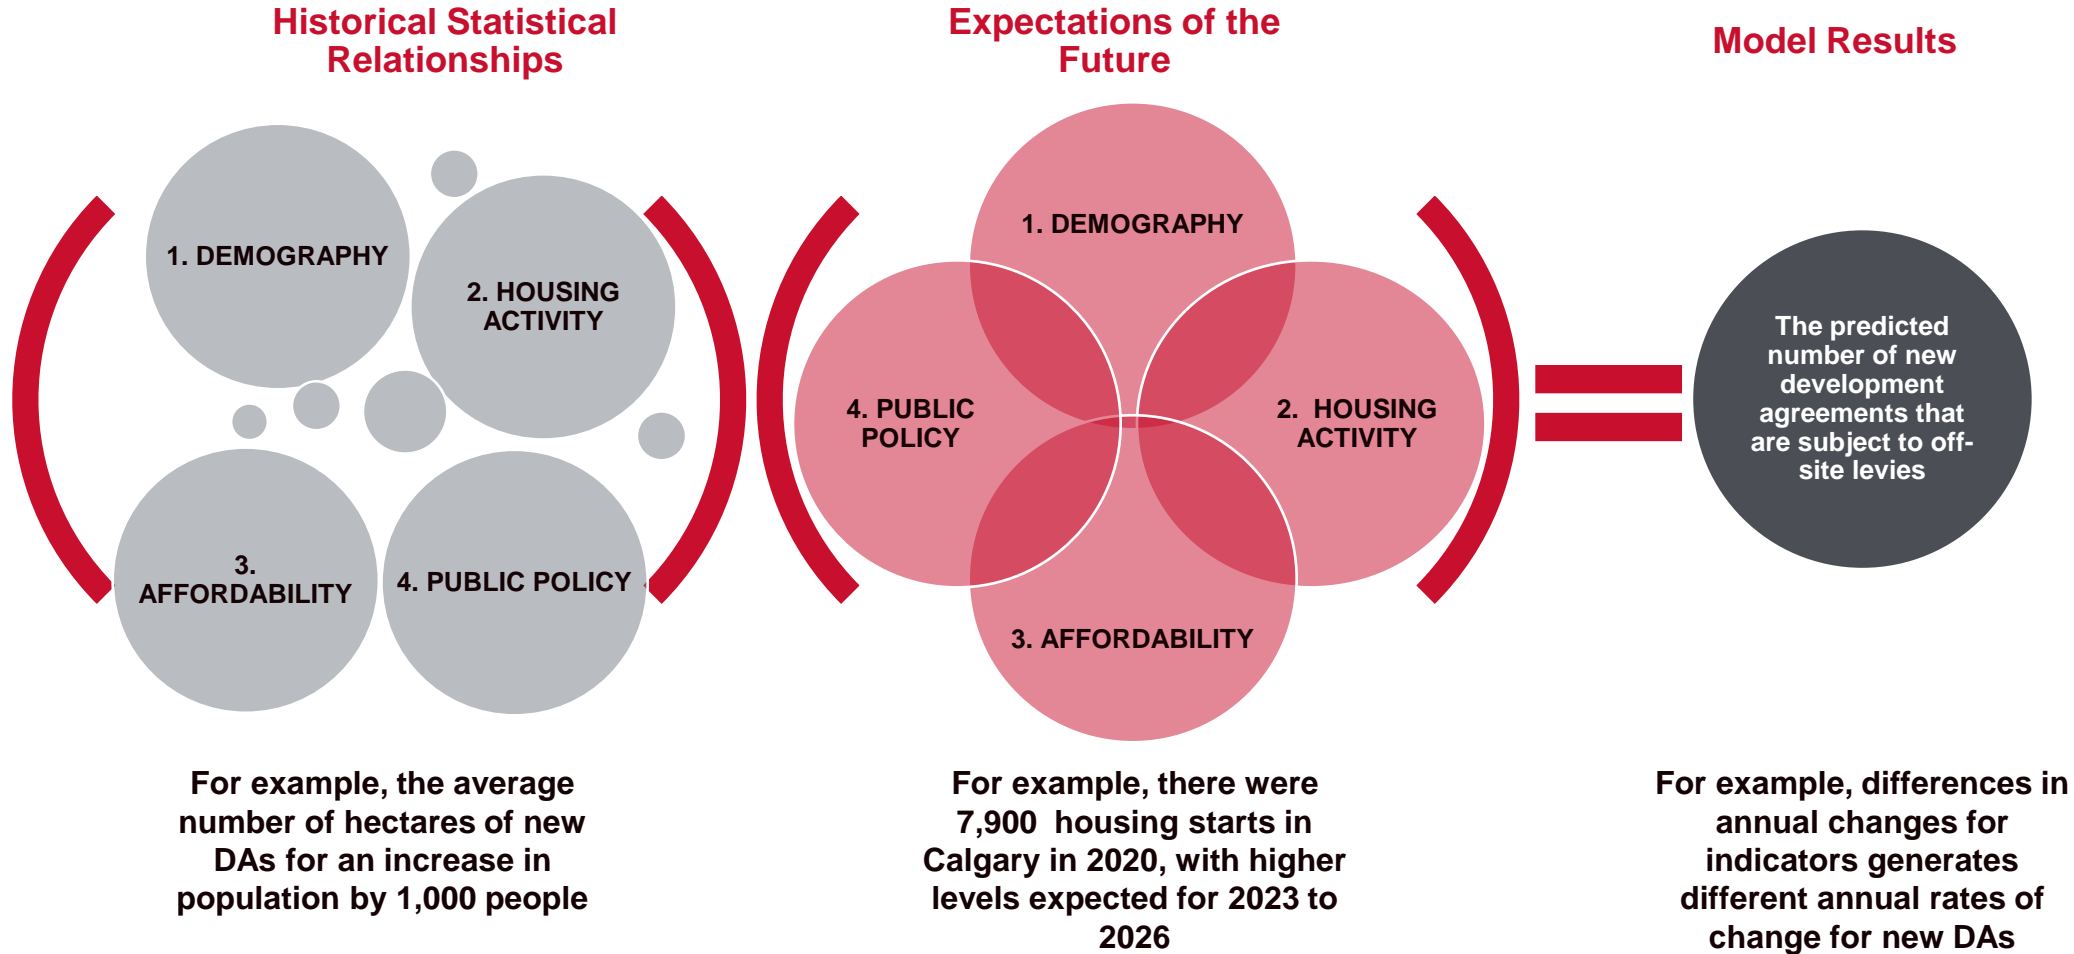 Historical Statistical
Relationships
1. DEMOGRAPHY
2. HOUSING
ACTIVITY
3.
AFFORDABILITY
4. PUBLIC POLICY
For example, the average
number of hectares of new
DAs for an increase in
population by 1,000 people
Expectations of the
Future
1. DEMOGRAPHY
4. PUBLIC
POLICY
2. HOUSING
ACTIVITY
3. AFFORDABILITY
For example, there were
7,900 housing starts in
Calgary in 2020, with higher
levels expected for 2023 to
2026
Model Results
The predicted
number of new
development
agreements that
are subject to off-
site levies
For example, differences in
annual changes for
indicators generates
different annual rates of
change for new DAs